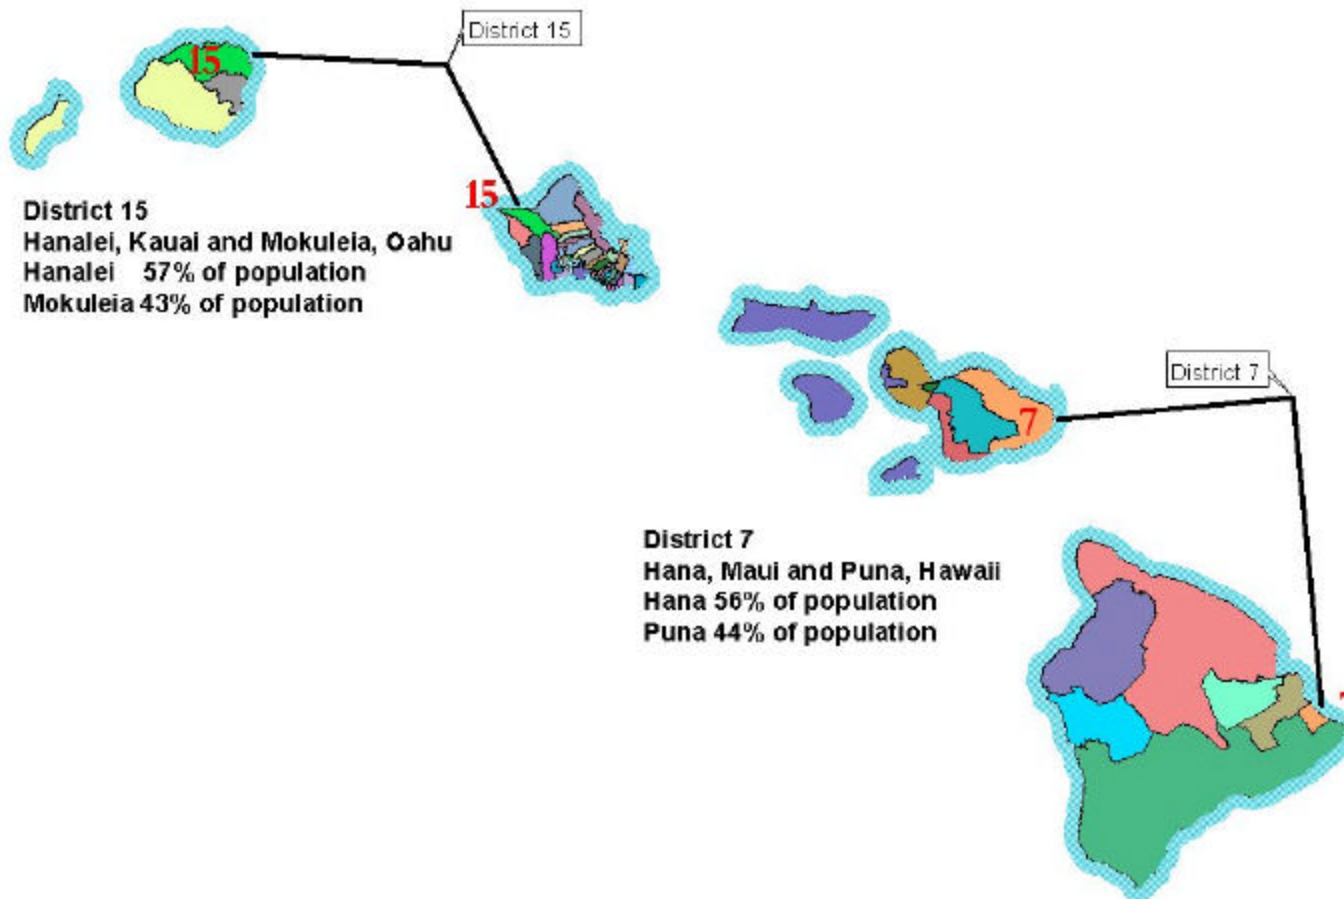 District 15
15
15
District 15
Hanalei, Kauai and Mokuleia, Oahu
Hanalei 57% of population
Mokuleia 43% of population
District 7
7
District 7
Hana, Maui and Puna, Hawaii
Hana 56% of population
Puna 44% of population